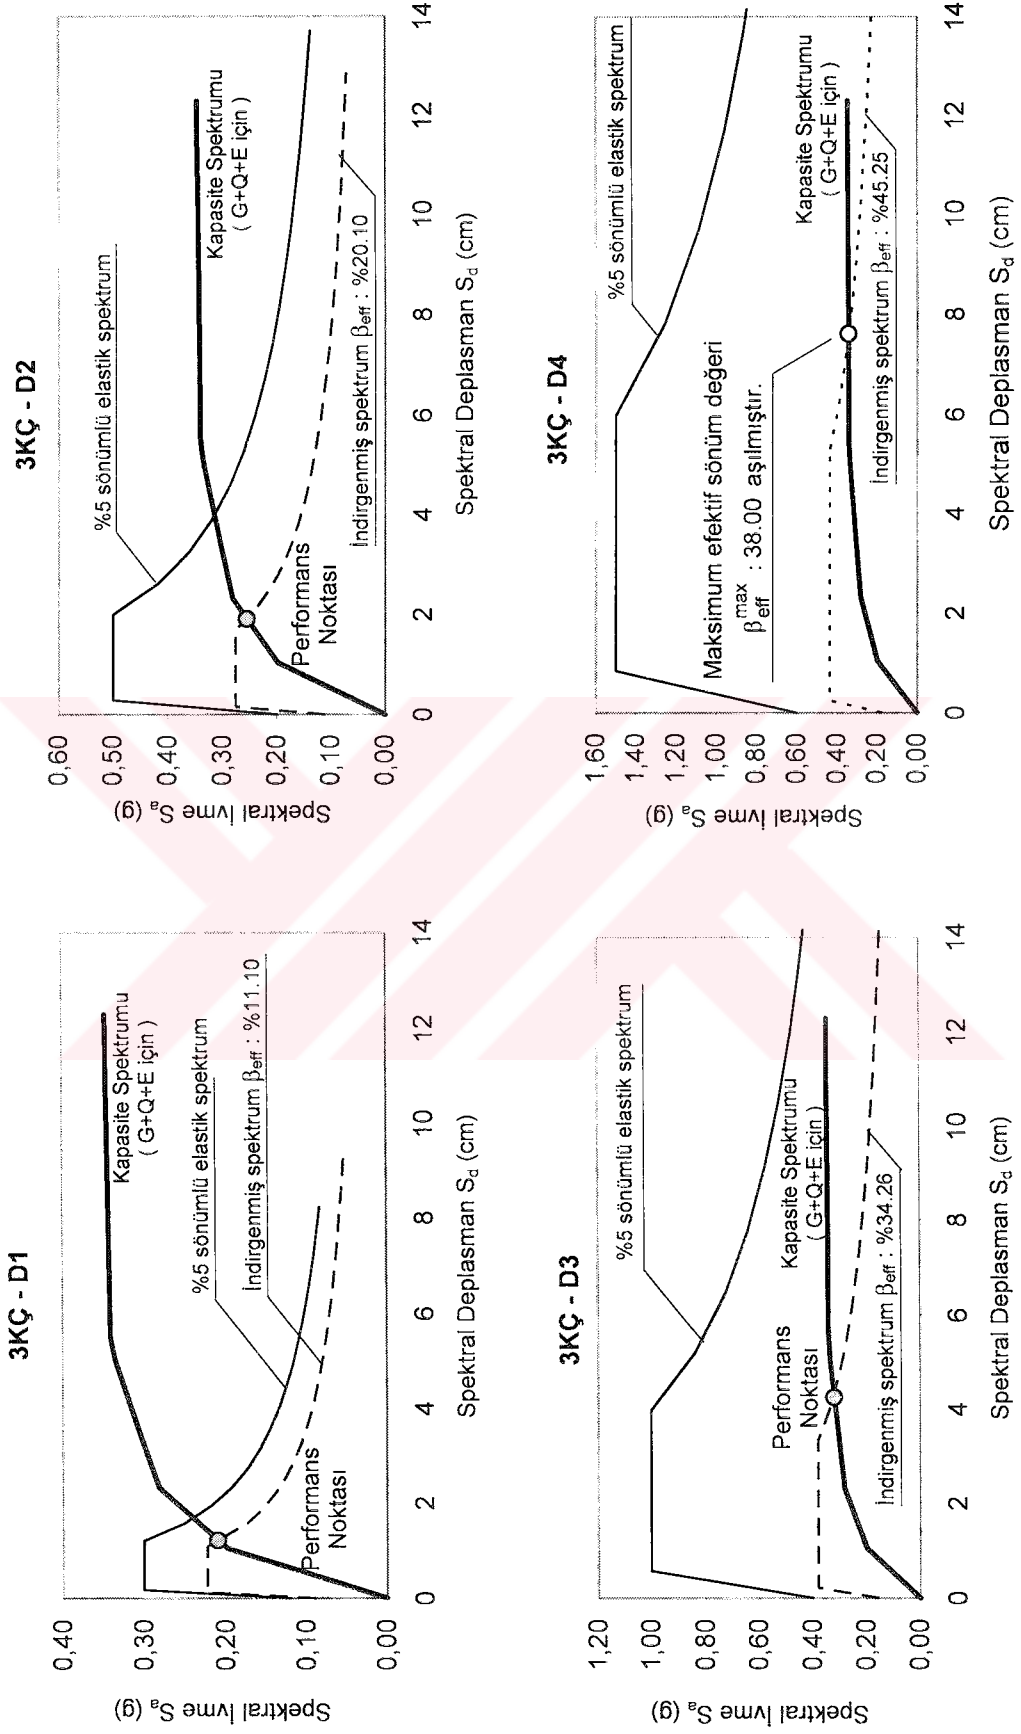 3KÇ - D1
Spektral İvme Sa (g)
0,40
0,30
0,20
0,10
0,00
Kapasite Spektrumu
( G+Q+E için )
%5 sönümlü elastik spektrum
İndirgenmiş spektrum βeff : %11.10
Performans
Noktası
0 2 4 6 8 10 12 14
Spektral Deplasman Sd (cm)
3KÇ - D2
Spektral İvme Sa (g)
0,60
0,50
0,40
0,30
0,20
0,10
0,00
%5 sönümlü elastik spektrum
Kapasite Spektrumu
( G+Q+E için )
Performans
Noktası
İndirgenmiş spektrum βeff : %20.10
0 2 4 6 8 10 12 14
Spektral Deplasman Sd (cm)
3KÇ - D3
Spektral İvme Sa (g)
1,20
1,00
0,80
0,60
0,40
0,20
0,00
%5 sönümlü elastik spektrum
Performans
Noktası
Kapasite Spektrumu
( G+Q+E için )
İndirgenmiş spektrum βeff : %34.26
0 2 4 6 8 10 12 14
Spektral Deplasman Sd (cm)
3KÇ - D4
Spektral İvme Sa (g)
1,60
1,40
1,20
1,00
0,80
0,60
0,40
0,20
0,00
%5 sönümlü elastik spektrum
Maksimum efektif sönüm değeri
βeff max : 38.00 aşılmıştır.
Kapasite Spektrumu
( G+Q+E için )
İndirgenmiş spektrum βeff : %45.25
0 2 4 6 8 10 12 14
Spektral Deplasman Sd (cm)